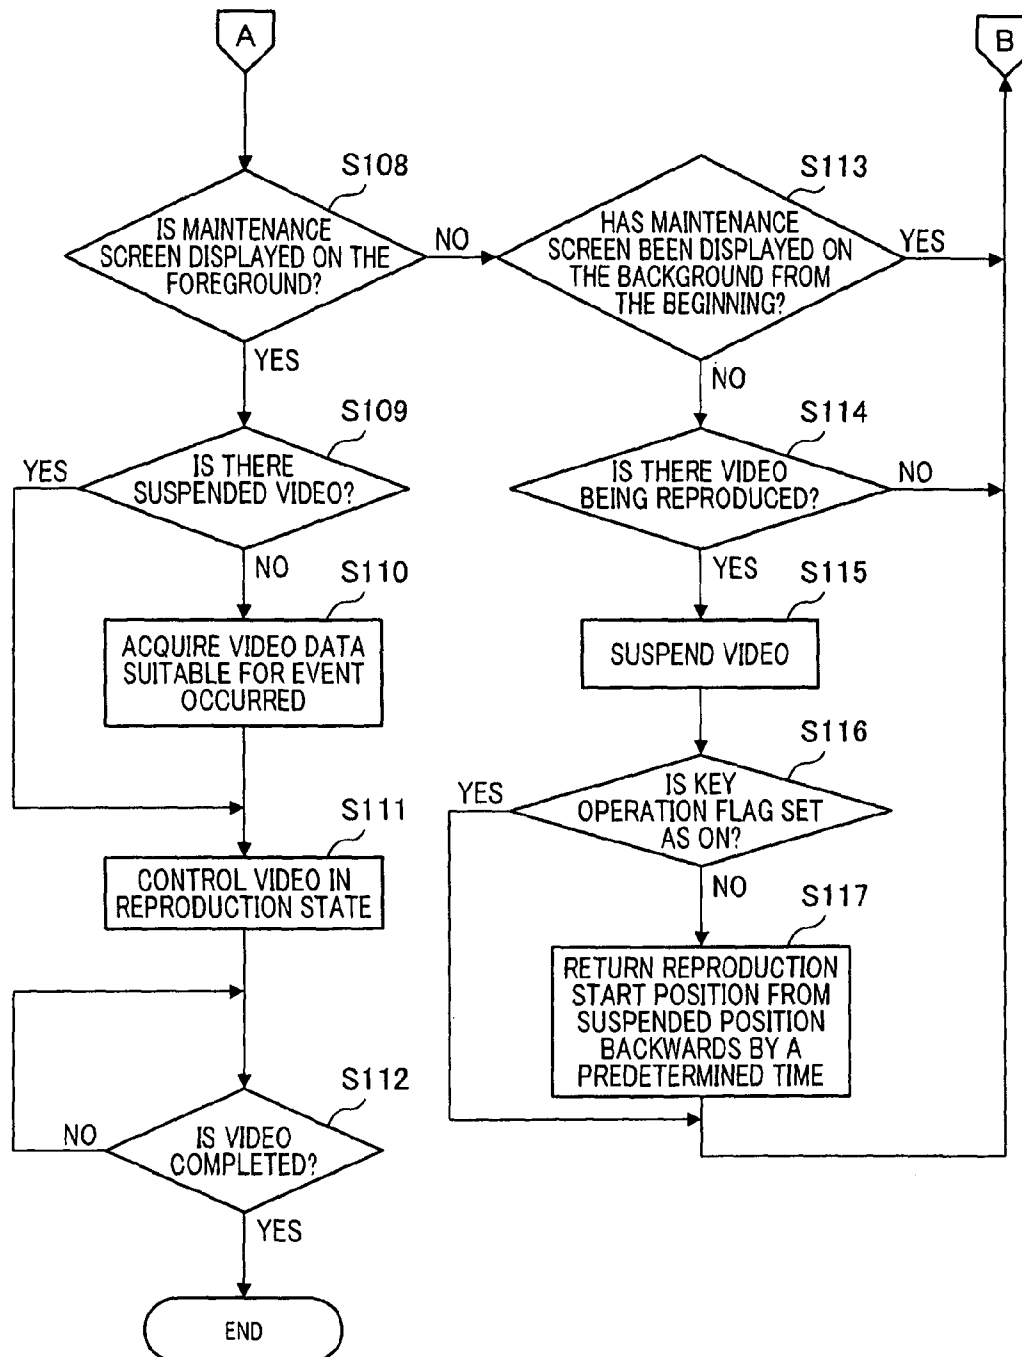 A
B
S108
IS MAINTENANCE
SCREEN DISPLAYED ON THE
FOREGROUND?
NO
YES
S113
HAS MAINTENANCE
SCREEN BEEN DISPLAYED ON
THE BACKGROUND FROM
THE BEGINNING?
YES
NO
S109
YES
IS THERE
SUSPENDED VIDEO?
NO
S114
IS THERE VIDEO
BEING REPRODUCED?
NO
YES
S110
ACQUIRE VIDEO DATA
SUITABLE FOR EVENT
OCCURRED
S115
SUSPEND VIDEO
S116
YES
IS KEY
OPERATION FLAG SET
AS ON?
NO
S111
CONTROL VIDEO IN
REPRODUCTION STATE
S117
RETURN REPRODUCTION
START POSITION FROM
SUSPENDED POSITION
BACKWARDS BY A
PREDETERMINED TIME
S112
NO
IS VIDEO
COMPLETED?
YES
END